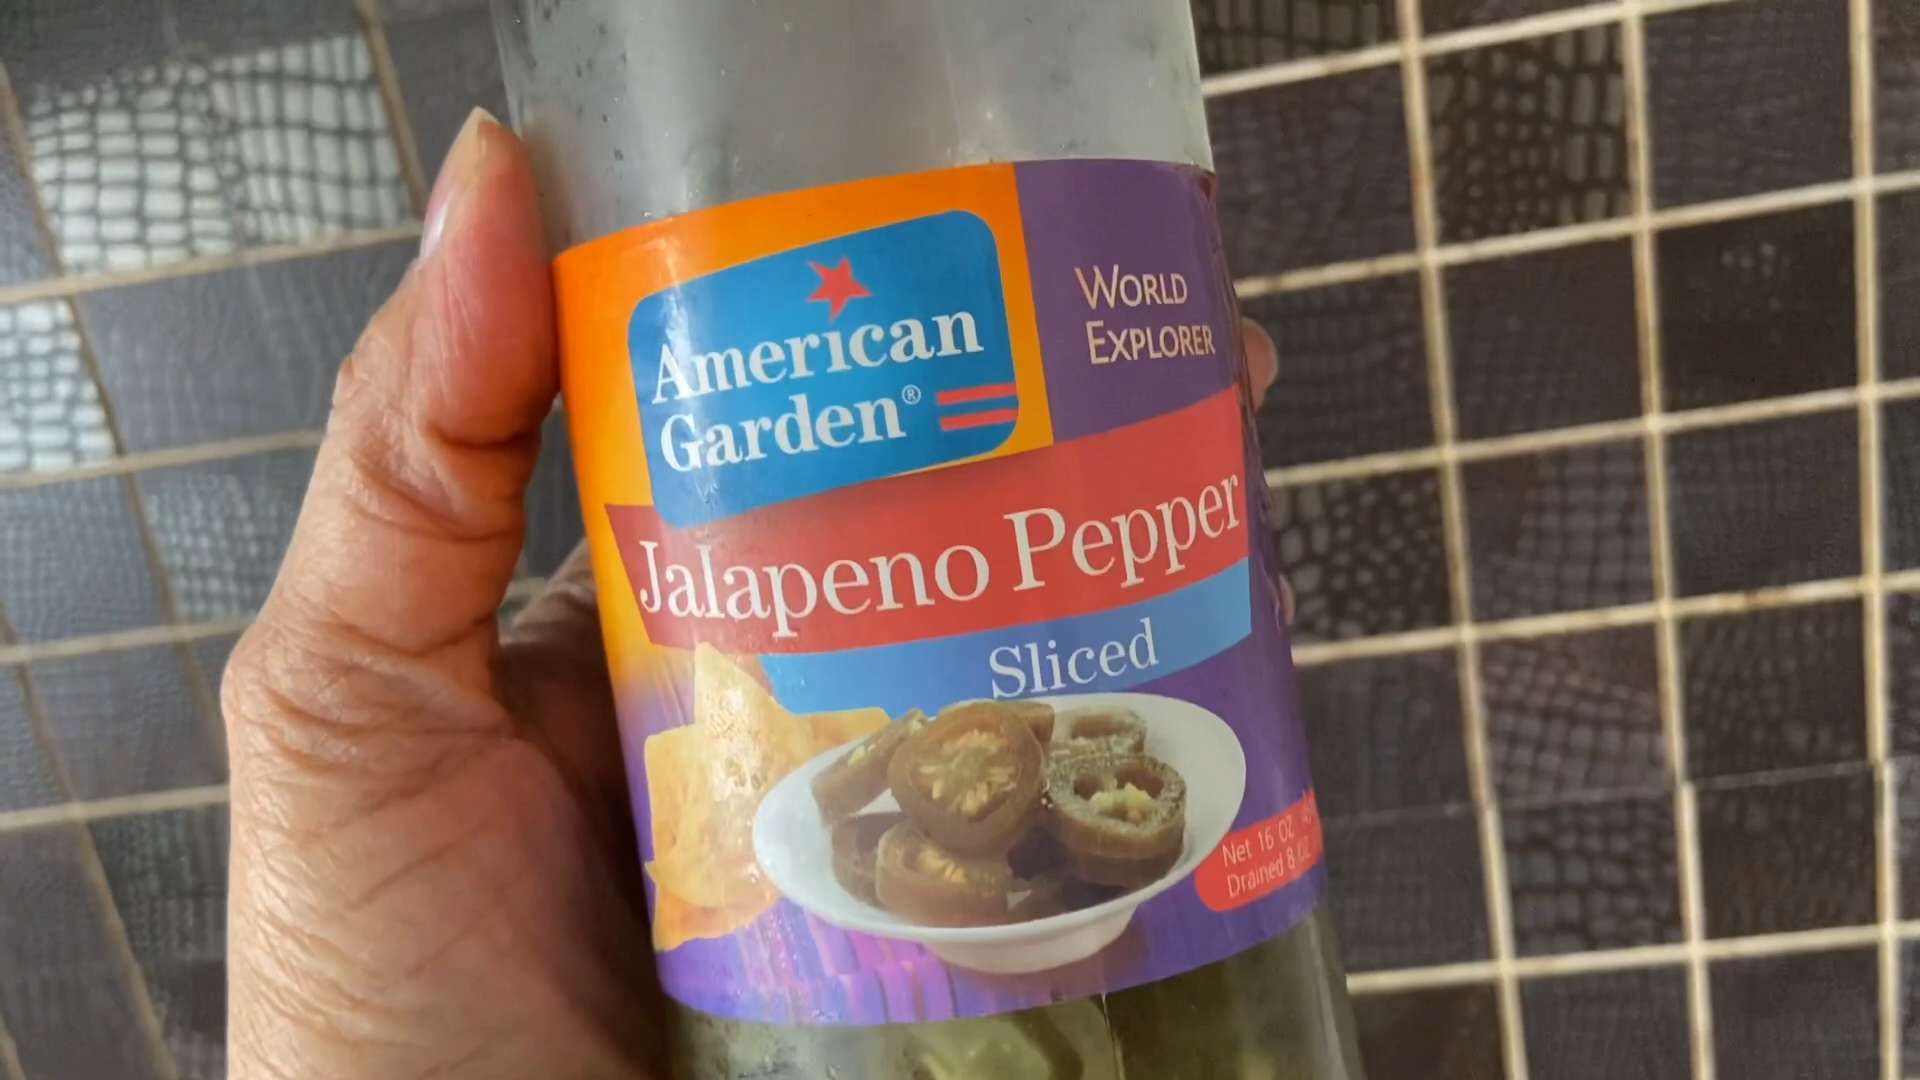 American
Garden®
WORLD
EXPLORER
Jalapeno Pepper
Sliced
Net 16 OZ
Drained 8 OZ